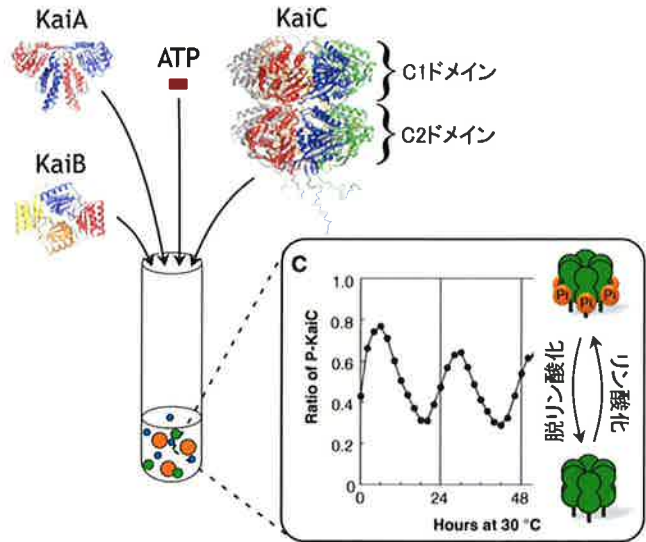 KaiA
ATP
KaiC
C1ドメイン
C2ドメイン
KaiB
C
1.0
0.8
0.6
0.4
0.2
0
Ratio of P-KaiC
0
24
48
Hours at 30 °C
Pi
Pi
Pi
脱リン酸化
リン酸化